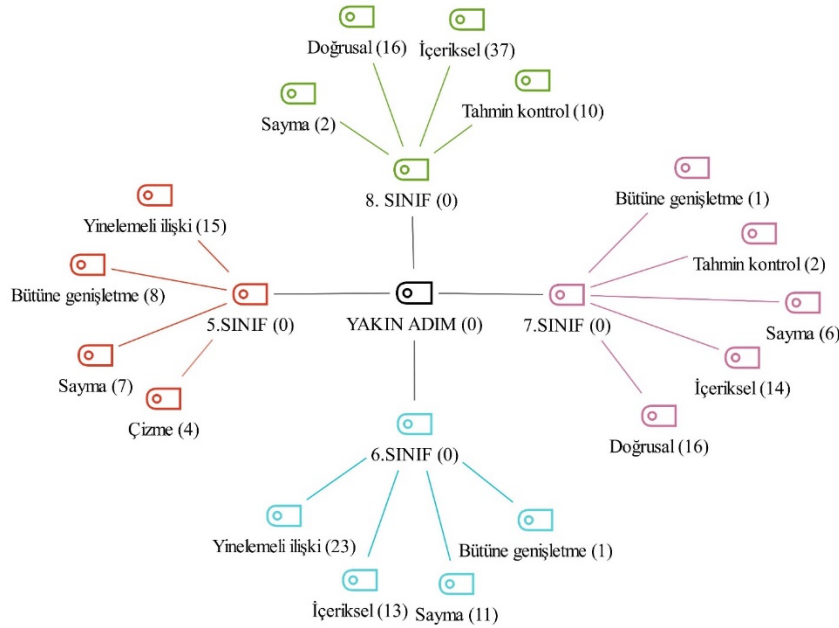 Doğrusal (16)
İçeriksel (37)
Sayma (2)
Tahmin kontrol (10)
8. SINIF (0)
Yinelemeli ilişki (15)
Bütüne genişletme (8)
5.SINIF (0)
Sayma (7)
Çizme (4)
YAKIN ADIM (0)
Bütüne genişletme (1)
Tahmin kontrol (2)
7.SINIF (0)
Sayma (6)
İçeriksel (14)
Doğrusal (16)
6.SINIF (0)
Yinelemeli ilişki (23)
Bütüne genişletme (1)
İçeriksel (13)
Sayma (11)